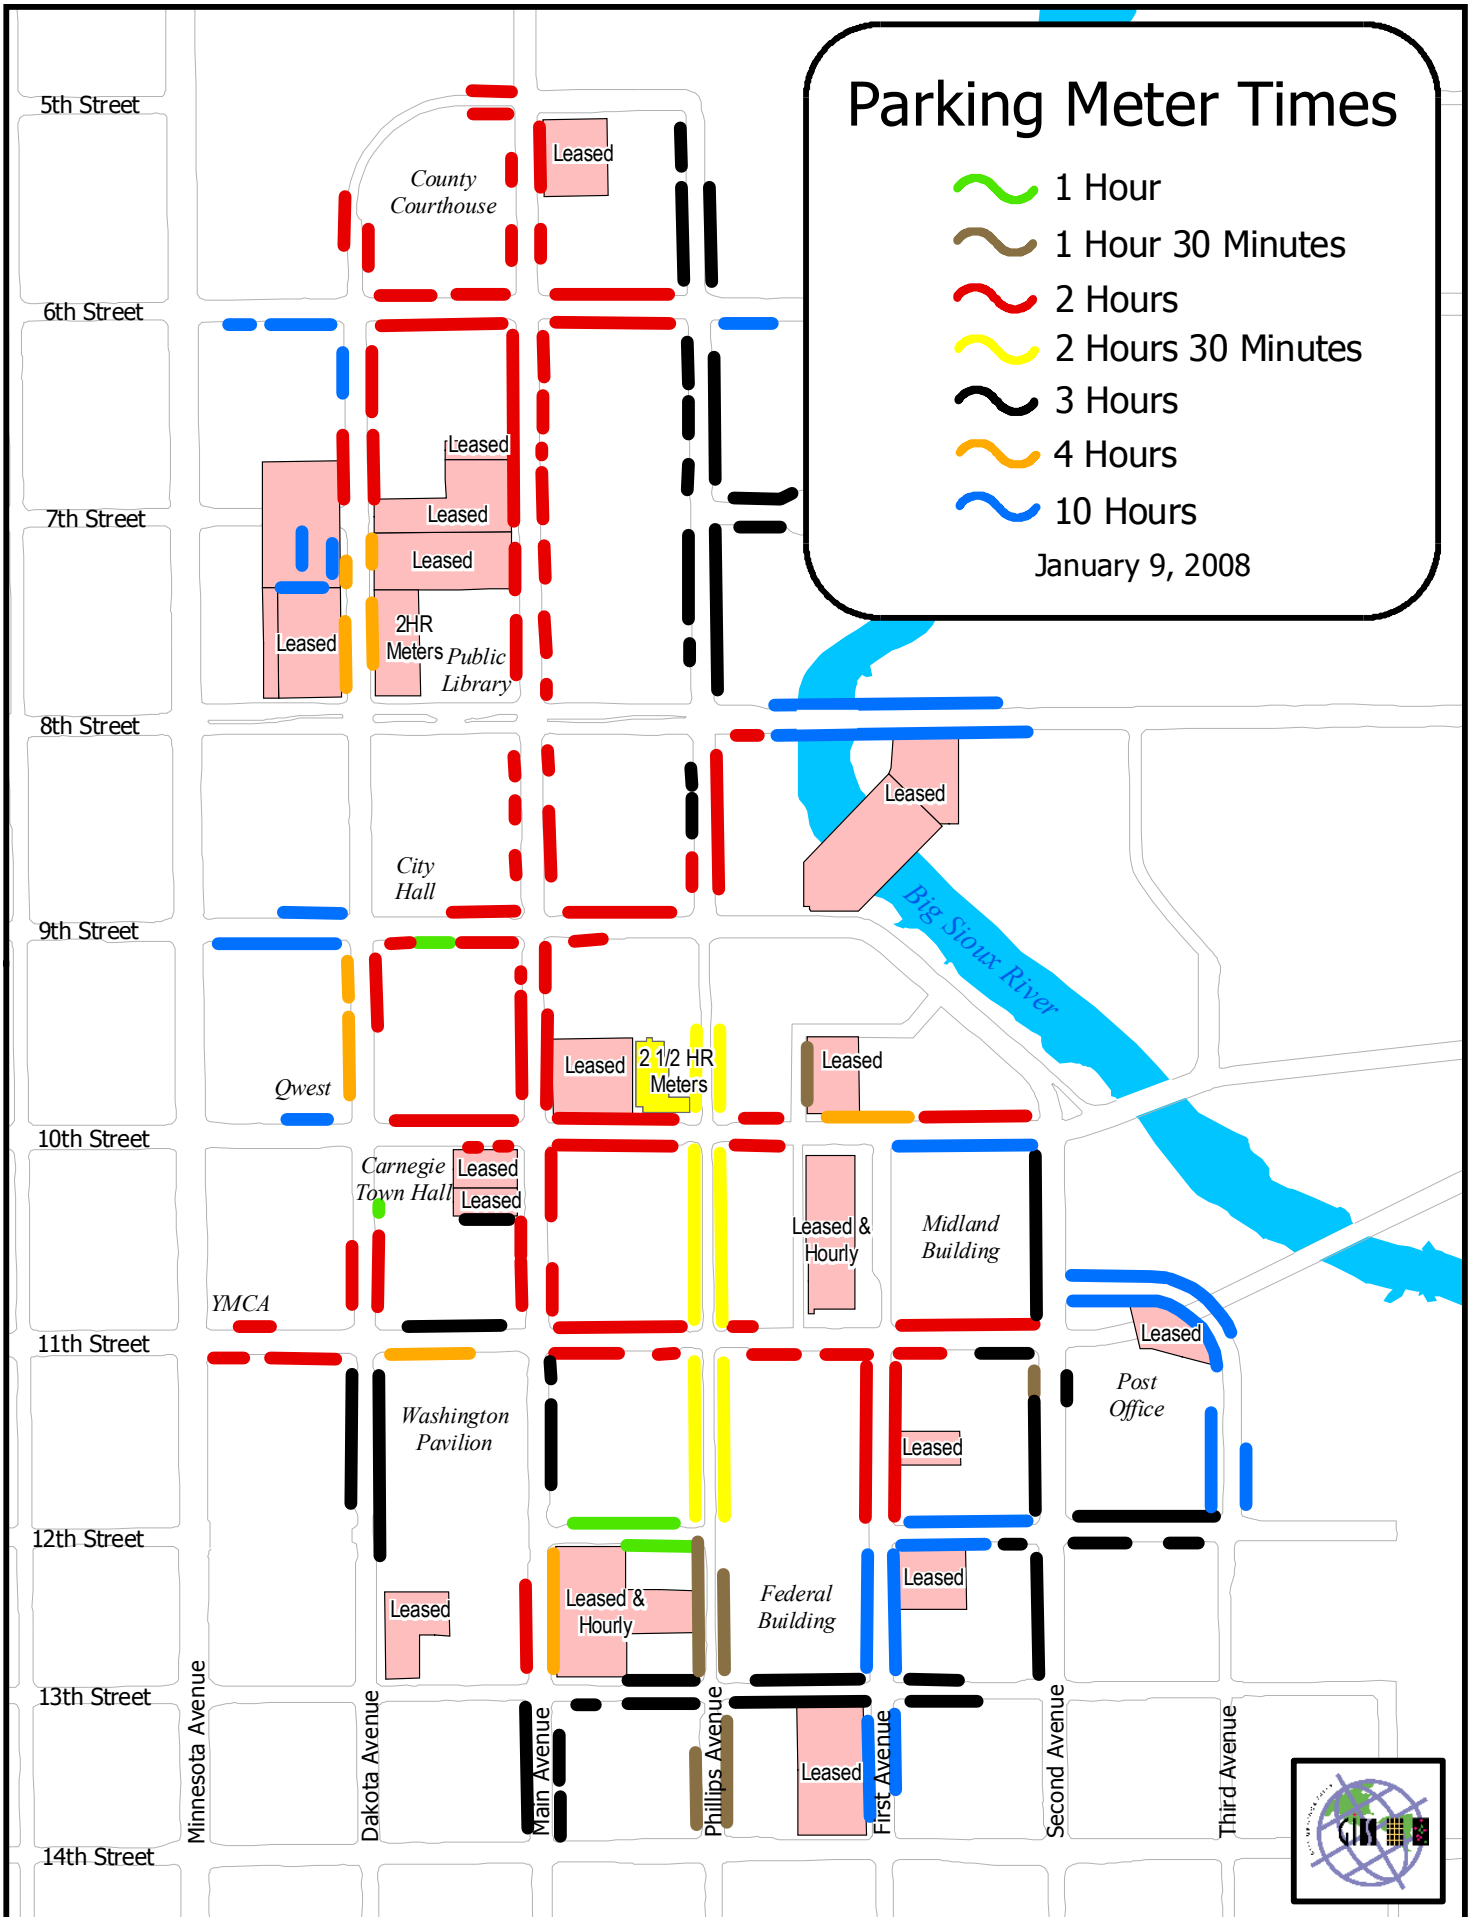 Parking Meter Times
1 Hour
1 Hour 30 Minutes
2 Hours
2 Hours 30 Minutes
3 Hours
4 Hours
10 Hours
January 9, 2008
5th Street
Leased
County
Courthouse
6th Street
Leased
7th Street
Leased
Leased
2HR
Meters
Leased
Public
Library
8th Street
Leased
City
Hall
Big Sioux River
9th Street
Leased
2 1/2 HR
Meters
Leased
Qwest
10th Street
Carnegie
Town Hall
Leased
Leased
Leased &
Hourly
Midland
Building
YMCA
11th Street
Leased
Post
Office
Washington
Pavilion
Leased
12th Street
Leased
Leased &
Hourly
Federal
Building
Leased
13th Street
Minnesota Avenue
Dakota Avenue
Main Avenue
Phillips Avenue
First Avenue
Second Avenue
Third Avenue
Leased
14th Street
GIS